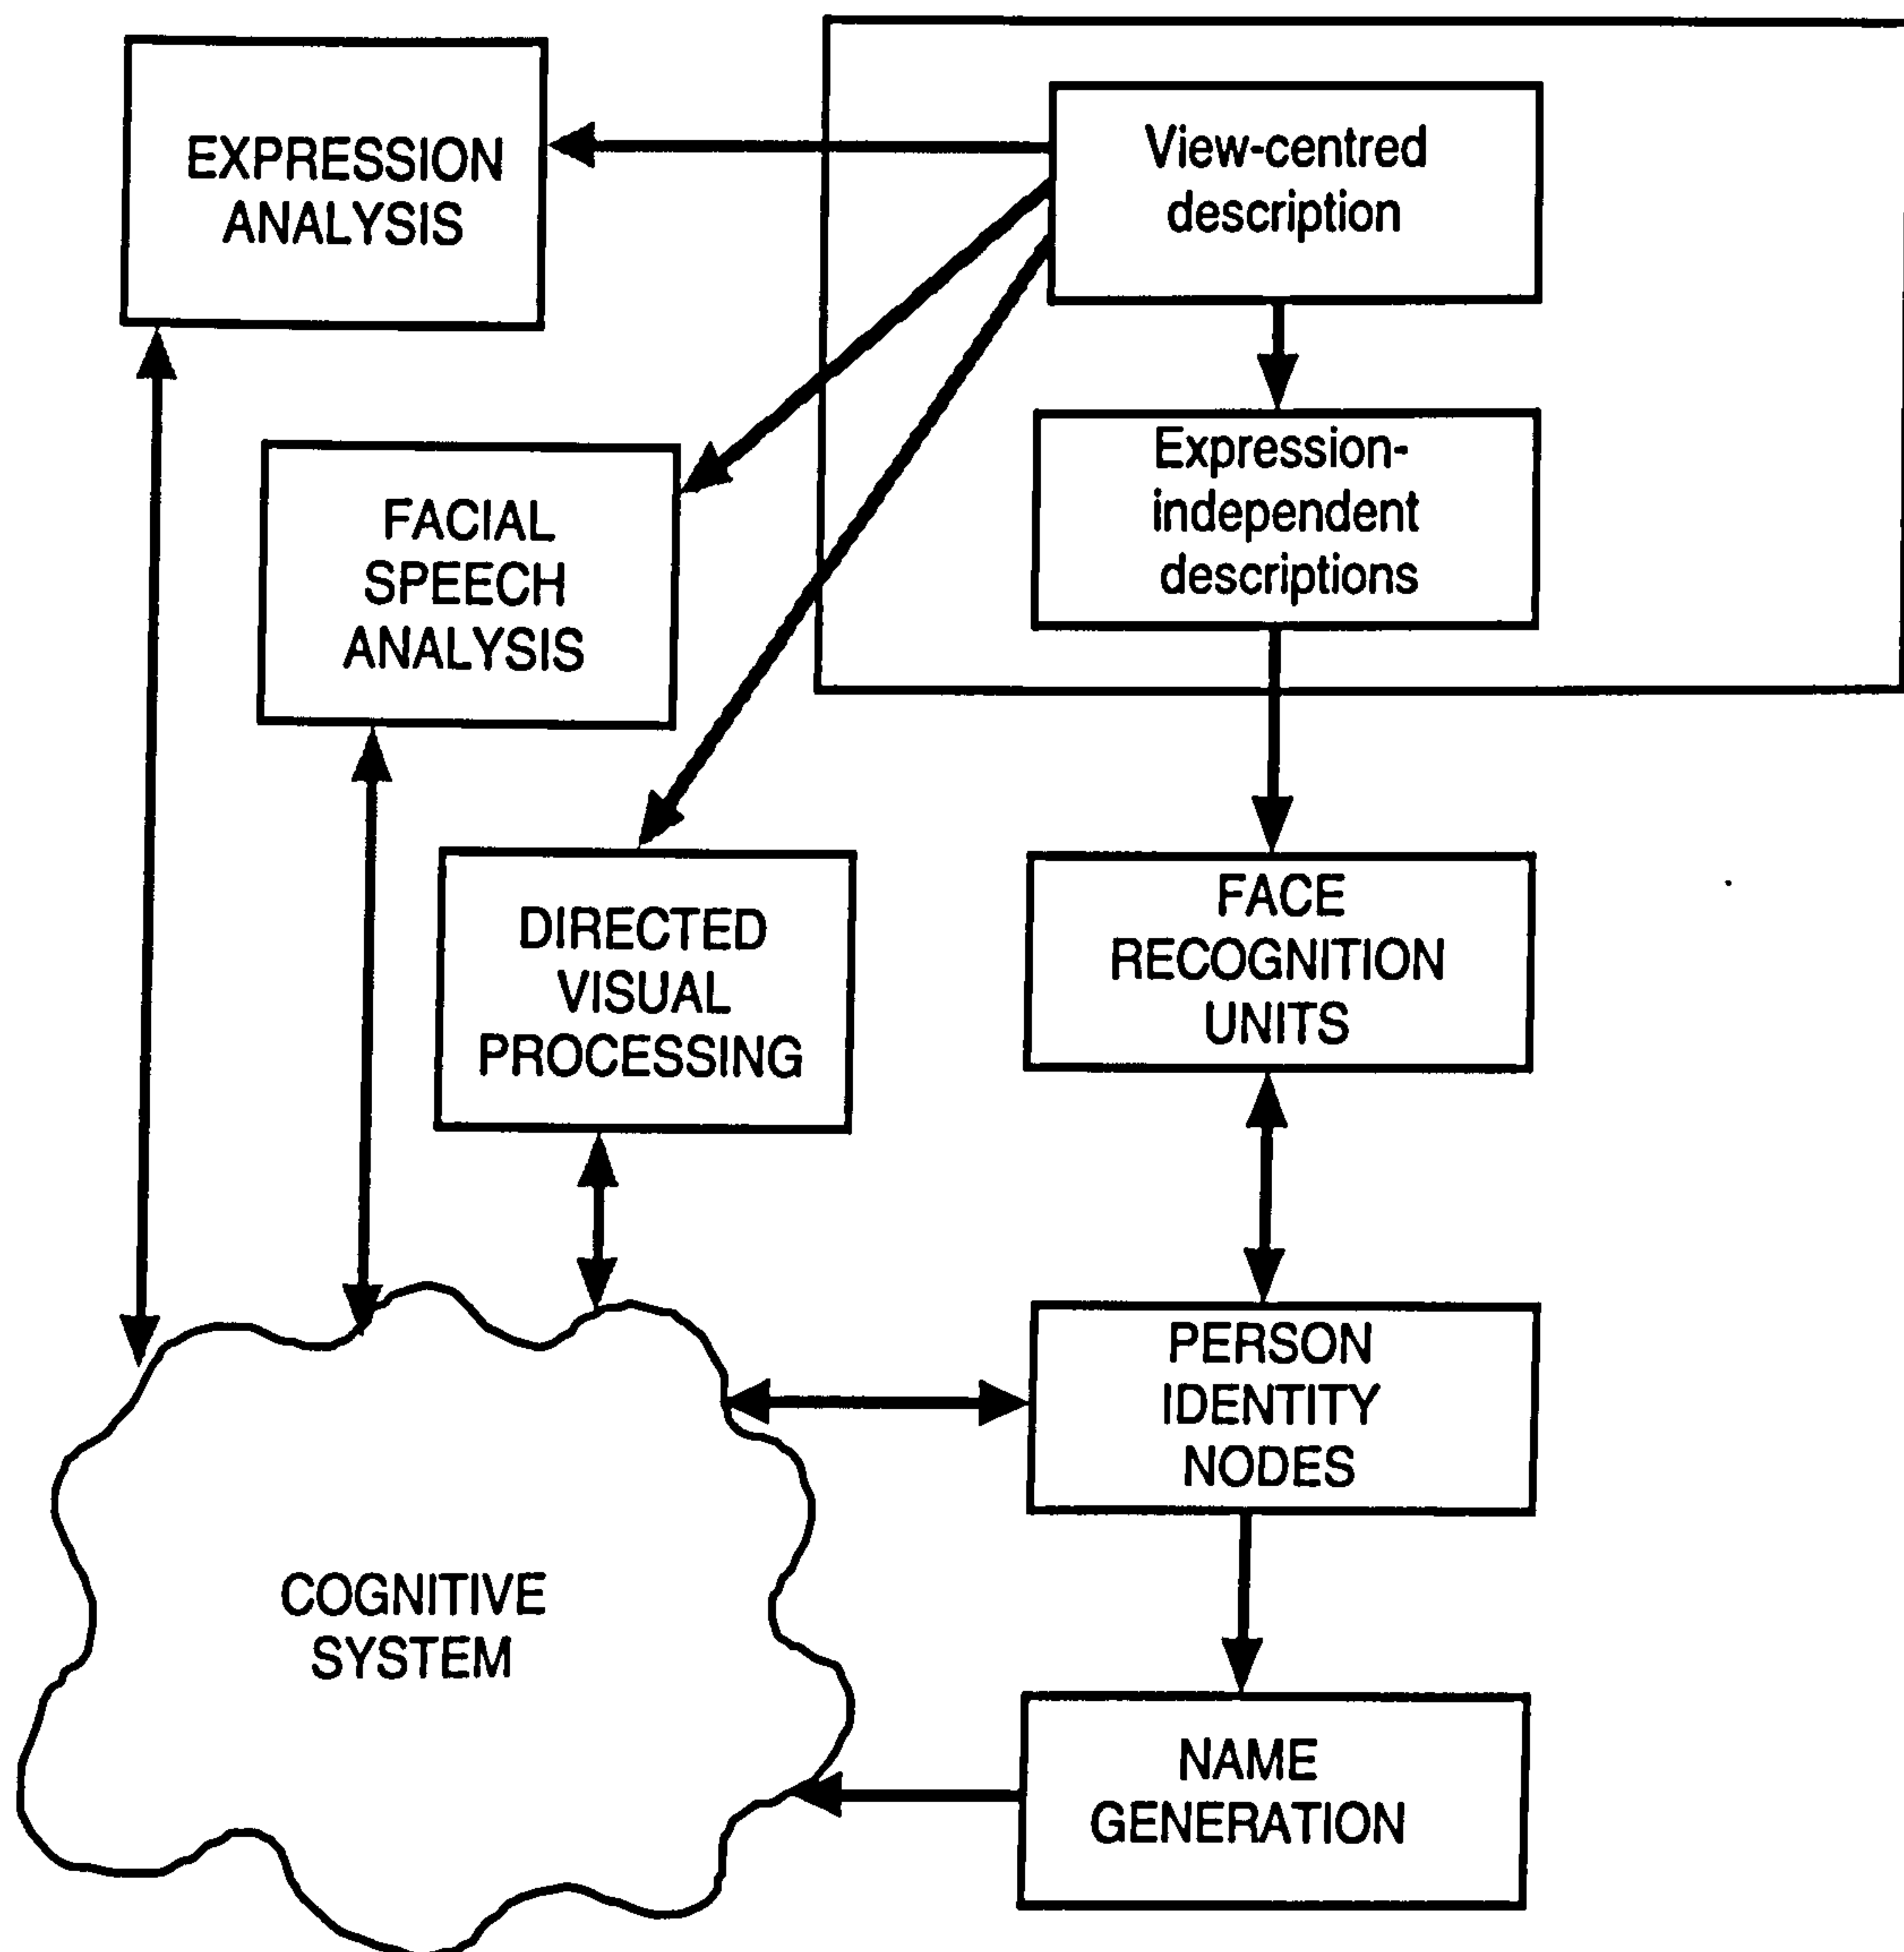 EXPRESSION
ANALYSIS
View-centred
description
Expression-
independent
descriptions
FACIAL
SPEECH
ANALYSIS
DIRECTED
VISUAL
PROCESSING
FACE
RECOGNITION
UNITS
PERSON
IDENTITY
NODES
COGNITIVE
SYSTEM
NAME
GENERATION